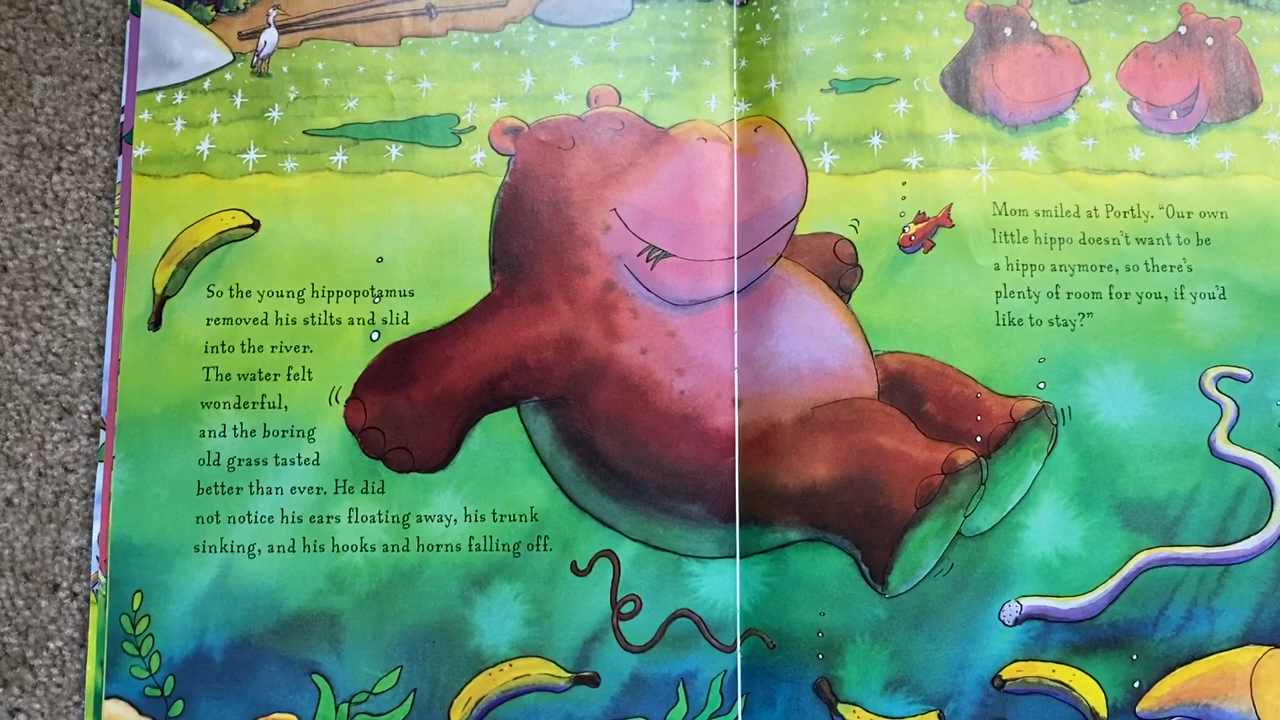 So the young hippopotamus
removed his stilts and slid
into the river.
The water felt
wonderful,
and the boring
old grass tasted
better than ever. He did
not notice his ears floating away, his trunk
sinking, and his hooks and horns falling off.
Mom smiled at Portly. “Our own
little hippo doesn’t want to be
a hippo anymore, so there’s
plenty of room for you, if you’d
like to stay?”